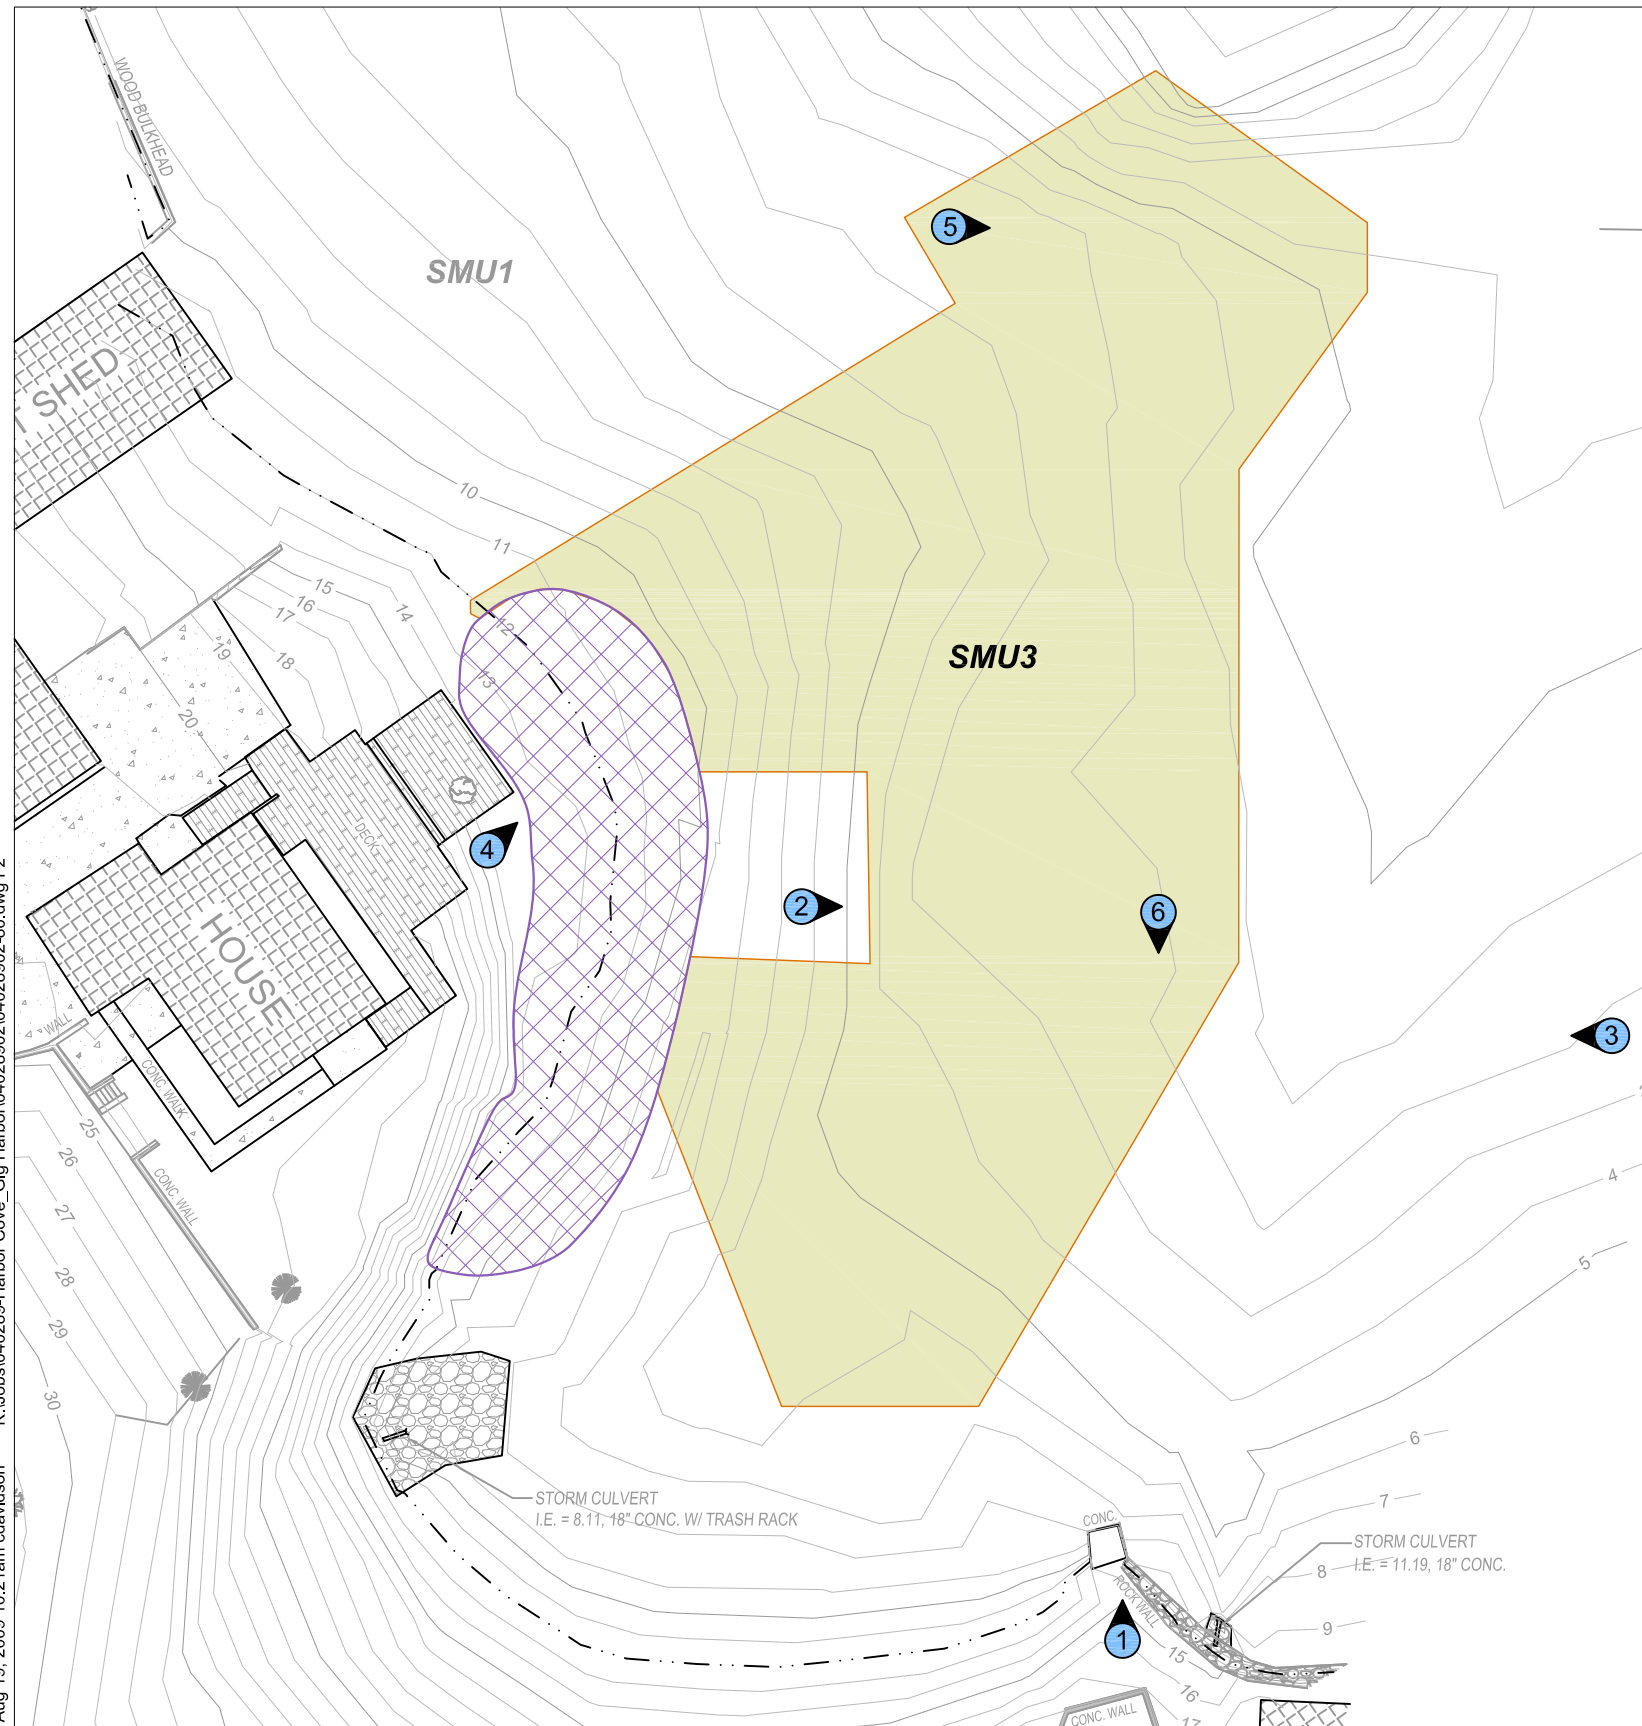 WOOD BULKHEAD
SMU1
T SHED
5
10
11
15
16
17
14
12
13
19
18
20
SMU3
DECK
4
2
6
HOUSE
WALL
CONC. WALK
3
25
26
27
28
29
30
CONC. WALL
4
5
6
7
8
9
STORM CULVERT
I.E. = 8.11, 18" CONC. W/ TRASH RACK
CONC.
STORM CULVERT
I.E. = 11.19, 18" CONC.
ROCK WALL
1
15
16
17
CONC. WALL